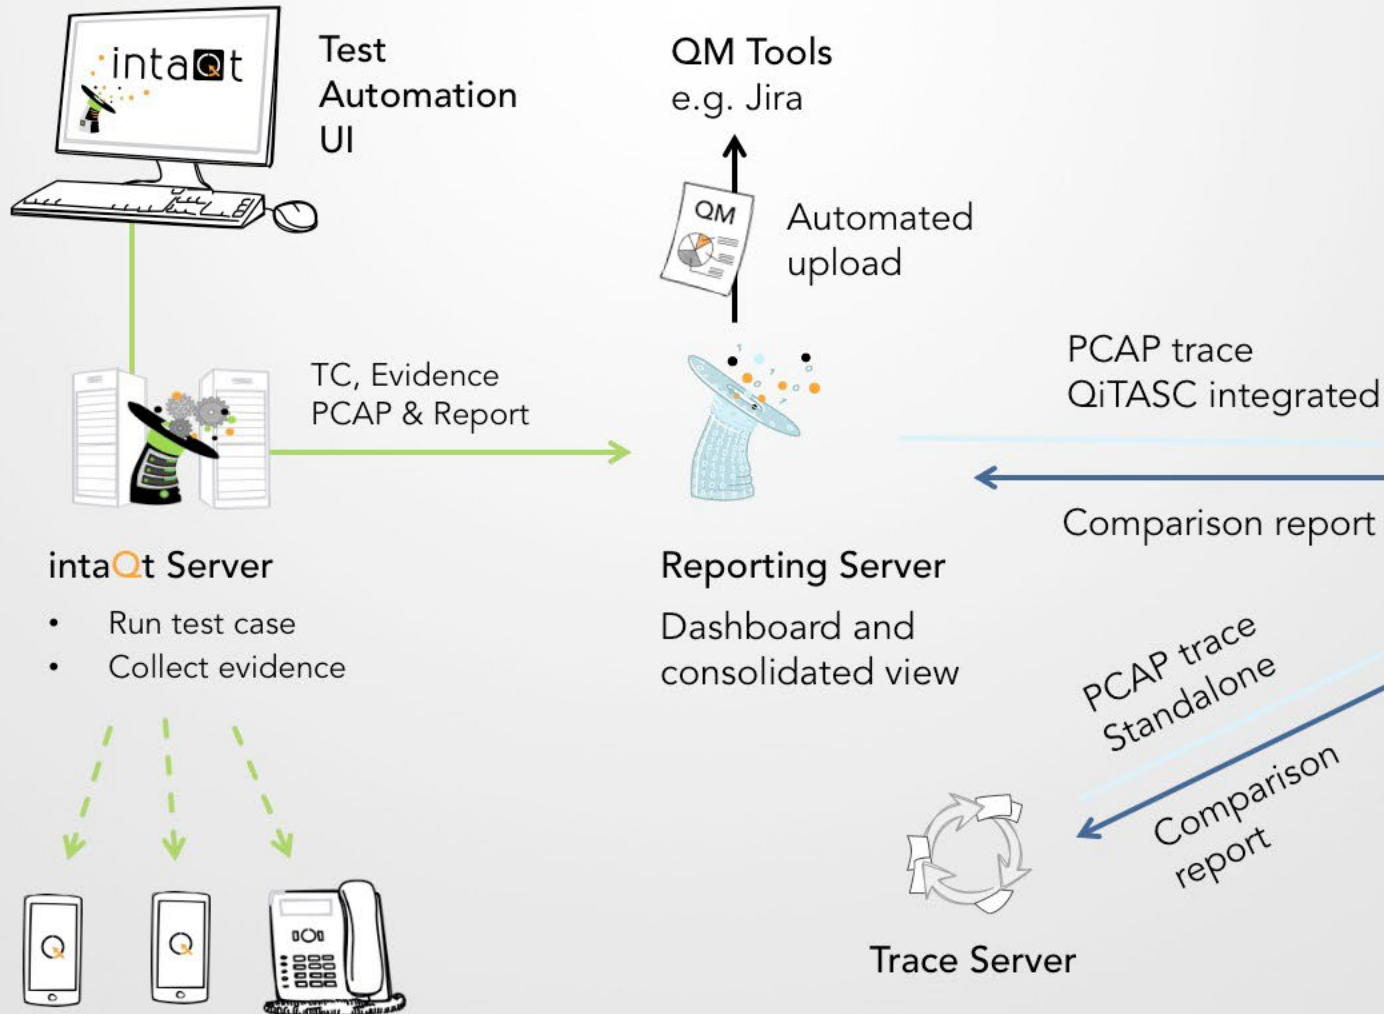 intaQt
Test
Automation
UI
QM Tools
e.g. Jira
QM
Automated
upload
TC, Evidence
PCAP & Report
PCAP trace
QiTASC integrated
Comparison report
intaQt Server
• Run test case
• Collect evidence
Reporting Server
Dashboard and
consolidated view
PCAP trace
Standalone
Comparison
report
Trace Server